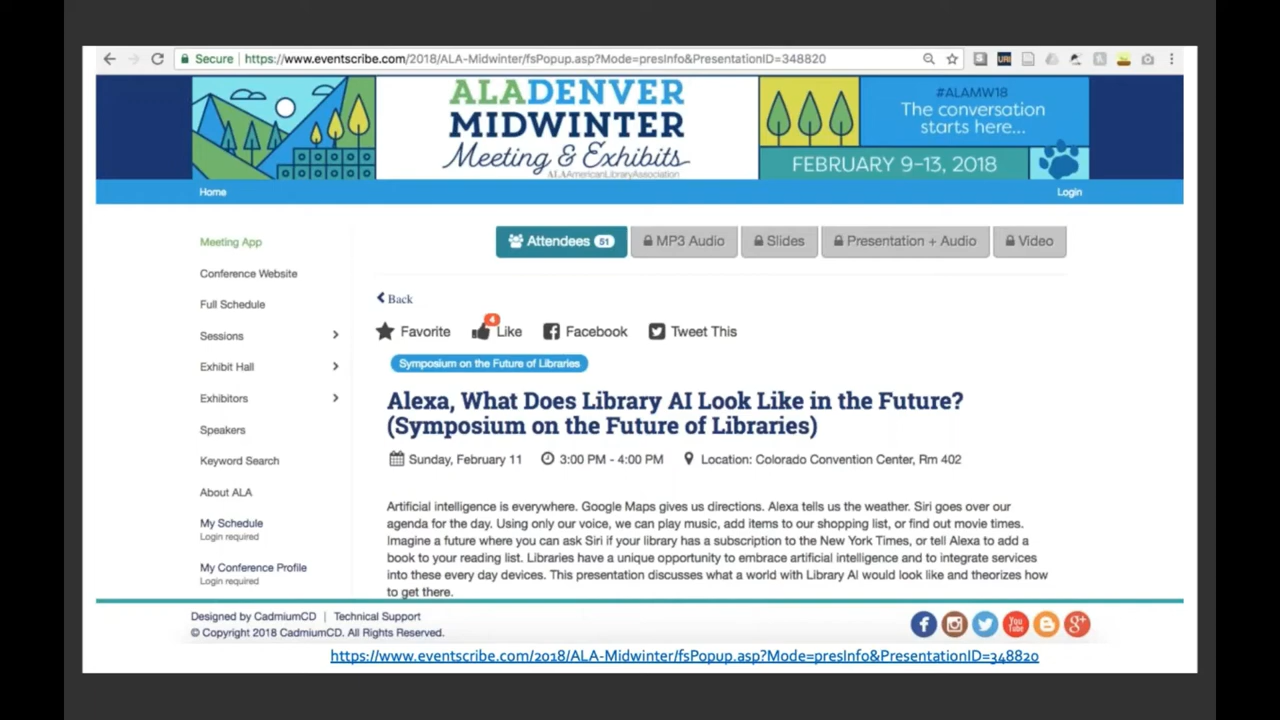 Secure https://www.eventscribe.com/2018/ALA-Midwinter/fsPopup.asp?Mode=presInfo&PresentationID=348820
URI
ALADENVER
MIDWINTER
Meeting & Exhibits
ALAAmericanLibraryAssociation
#ALAMW18
The conversation
starts here...
FEBRUARY 9-13, 2018
Home
Login
Meeting App
Conference Website
Full Schedule
Sessions
Exhibit Hall
Exhibitors
Speakers
Keyword Search
About ALA
My Schedule
Login required
My Conference Profile
Login required
Attendees 51 MP3 Audio Slides Presentation + Audio Video
Back
Favorite 4 Like Facebook Tweet This
Symposium on the Future of Libraries
Alexa, What Does Library AI Look Like in the Future?
(Symposium on the Future of Libraries)
Sunday, February 11 3:00 PM - 4:00 PM Location: Colorado Convention Center, Rm 402
Artificial intelligence is everywhere. Google Maps gives us directions. Alexa tells us the weather. Siri goes over our
agenda for the day. Using only our voice, we can play music, add items to our shopping list, or find out movie times.
Imagine a future where you can ask Siri if your library has a subscription to the New York Times, or tell Alexa to add a
book to your reading list. Libraries have a unique opportunity to embrace artificial intelligence and to integrate services
into these every day devices. This presentation discusses what a world with Library AI would look like and theorizes how
to get there.
Designed by CadmiumCD | Technical Support
© Copyright 2018 CadmiumCD. All Rights Reserved.
You Tube
https://www.eventscribe.com/2018/ALA-Midwinter/fsPopup.asp?Mode=presInfo&PresentationID=348820